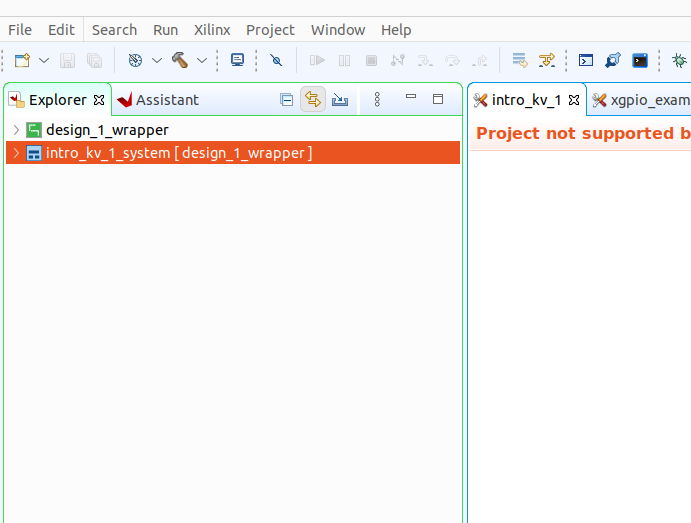 File Edit Search Run Xilinx Project Window Help
Explorer Assistant
design_1_wrapper
intro_kv_1_system [ design_1_wrapper ]
intro_kv_1 xgpio_exam
Project not supported b